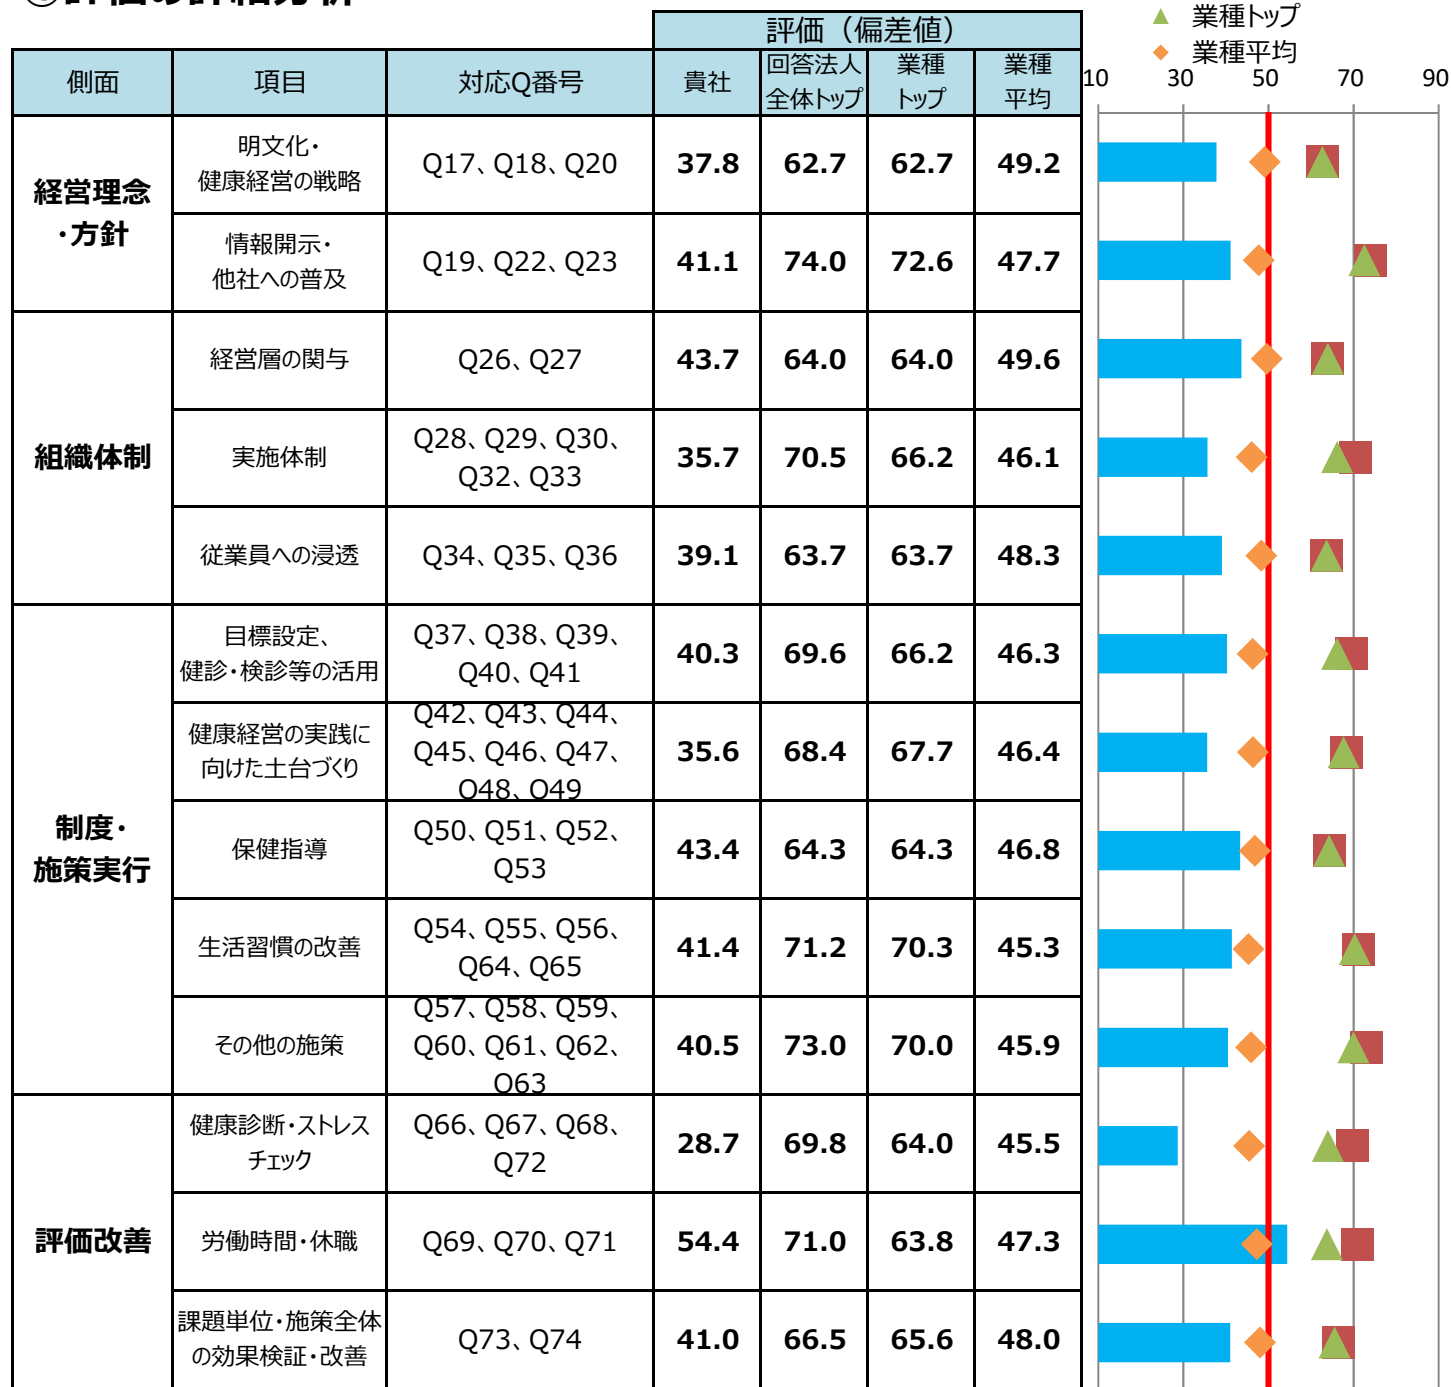 評価（偏差値）
▲ 業種トップ
◆ 業種平均
側面 項目 対応Q番号 貴社 回答法人 業種 業種
全体トップ トップ 平均
10 30 50 70 90
経営理念
・方針
明文化・
健康経営の戦略
Q17、Q18、Q20 37.8 62.7 62.7 49.2
情報開示・
他社への普及
Q19、Q22、Q23 41.1 74.0 72.6 47.7
組織体制
経営層の関与 Q26、Q27 43.7 64.0 64.0 49.6
実施体制
Q28、Q29、Q30、
Q32、Q33
35.7 70.5 66.2 46.1
従業員への浸透 Q34、Q35、Q36 39.1 63.7 63.7 48.3
制度・
施策実行
目標設定、
健診・検診等の活用
Q37、Q38、Q39、
Q40、Q41
40.3 69.6 66.2 46.3
健康経営の実践に
向けた土台づくり
Q42、Q43、Q44、
Q45、Q46、Q47、
Q48、Q49
35.6 68.4 67.7 46.4
保健指導
Q50、Q51、Q52、
Q53
43.4 64.3 64.3 46.8
生活習慣の改善
Q54、Q55、Q56、
Q64、Q65
41.4 71.2 70.3 45.3
その他の施策
Q57、Q58、Q59、
Q60、Q61、Q62、
Q63
40.5 73.0 70.0 45.9
評価改善
健康診断・ストレス
チェック
Q66、Q67、Q68、
Q72
28.7 69.8 64.0 45.5
労働時間・休職 Q69、Q70、Q71 54.4 71.0 63.8 47.3
課題単位・施策全体
の効果検証・改善
Q73、Q74 41.0 66.5 65.6 48.0